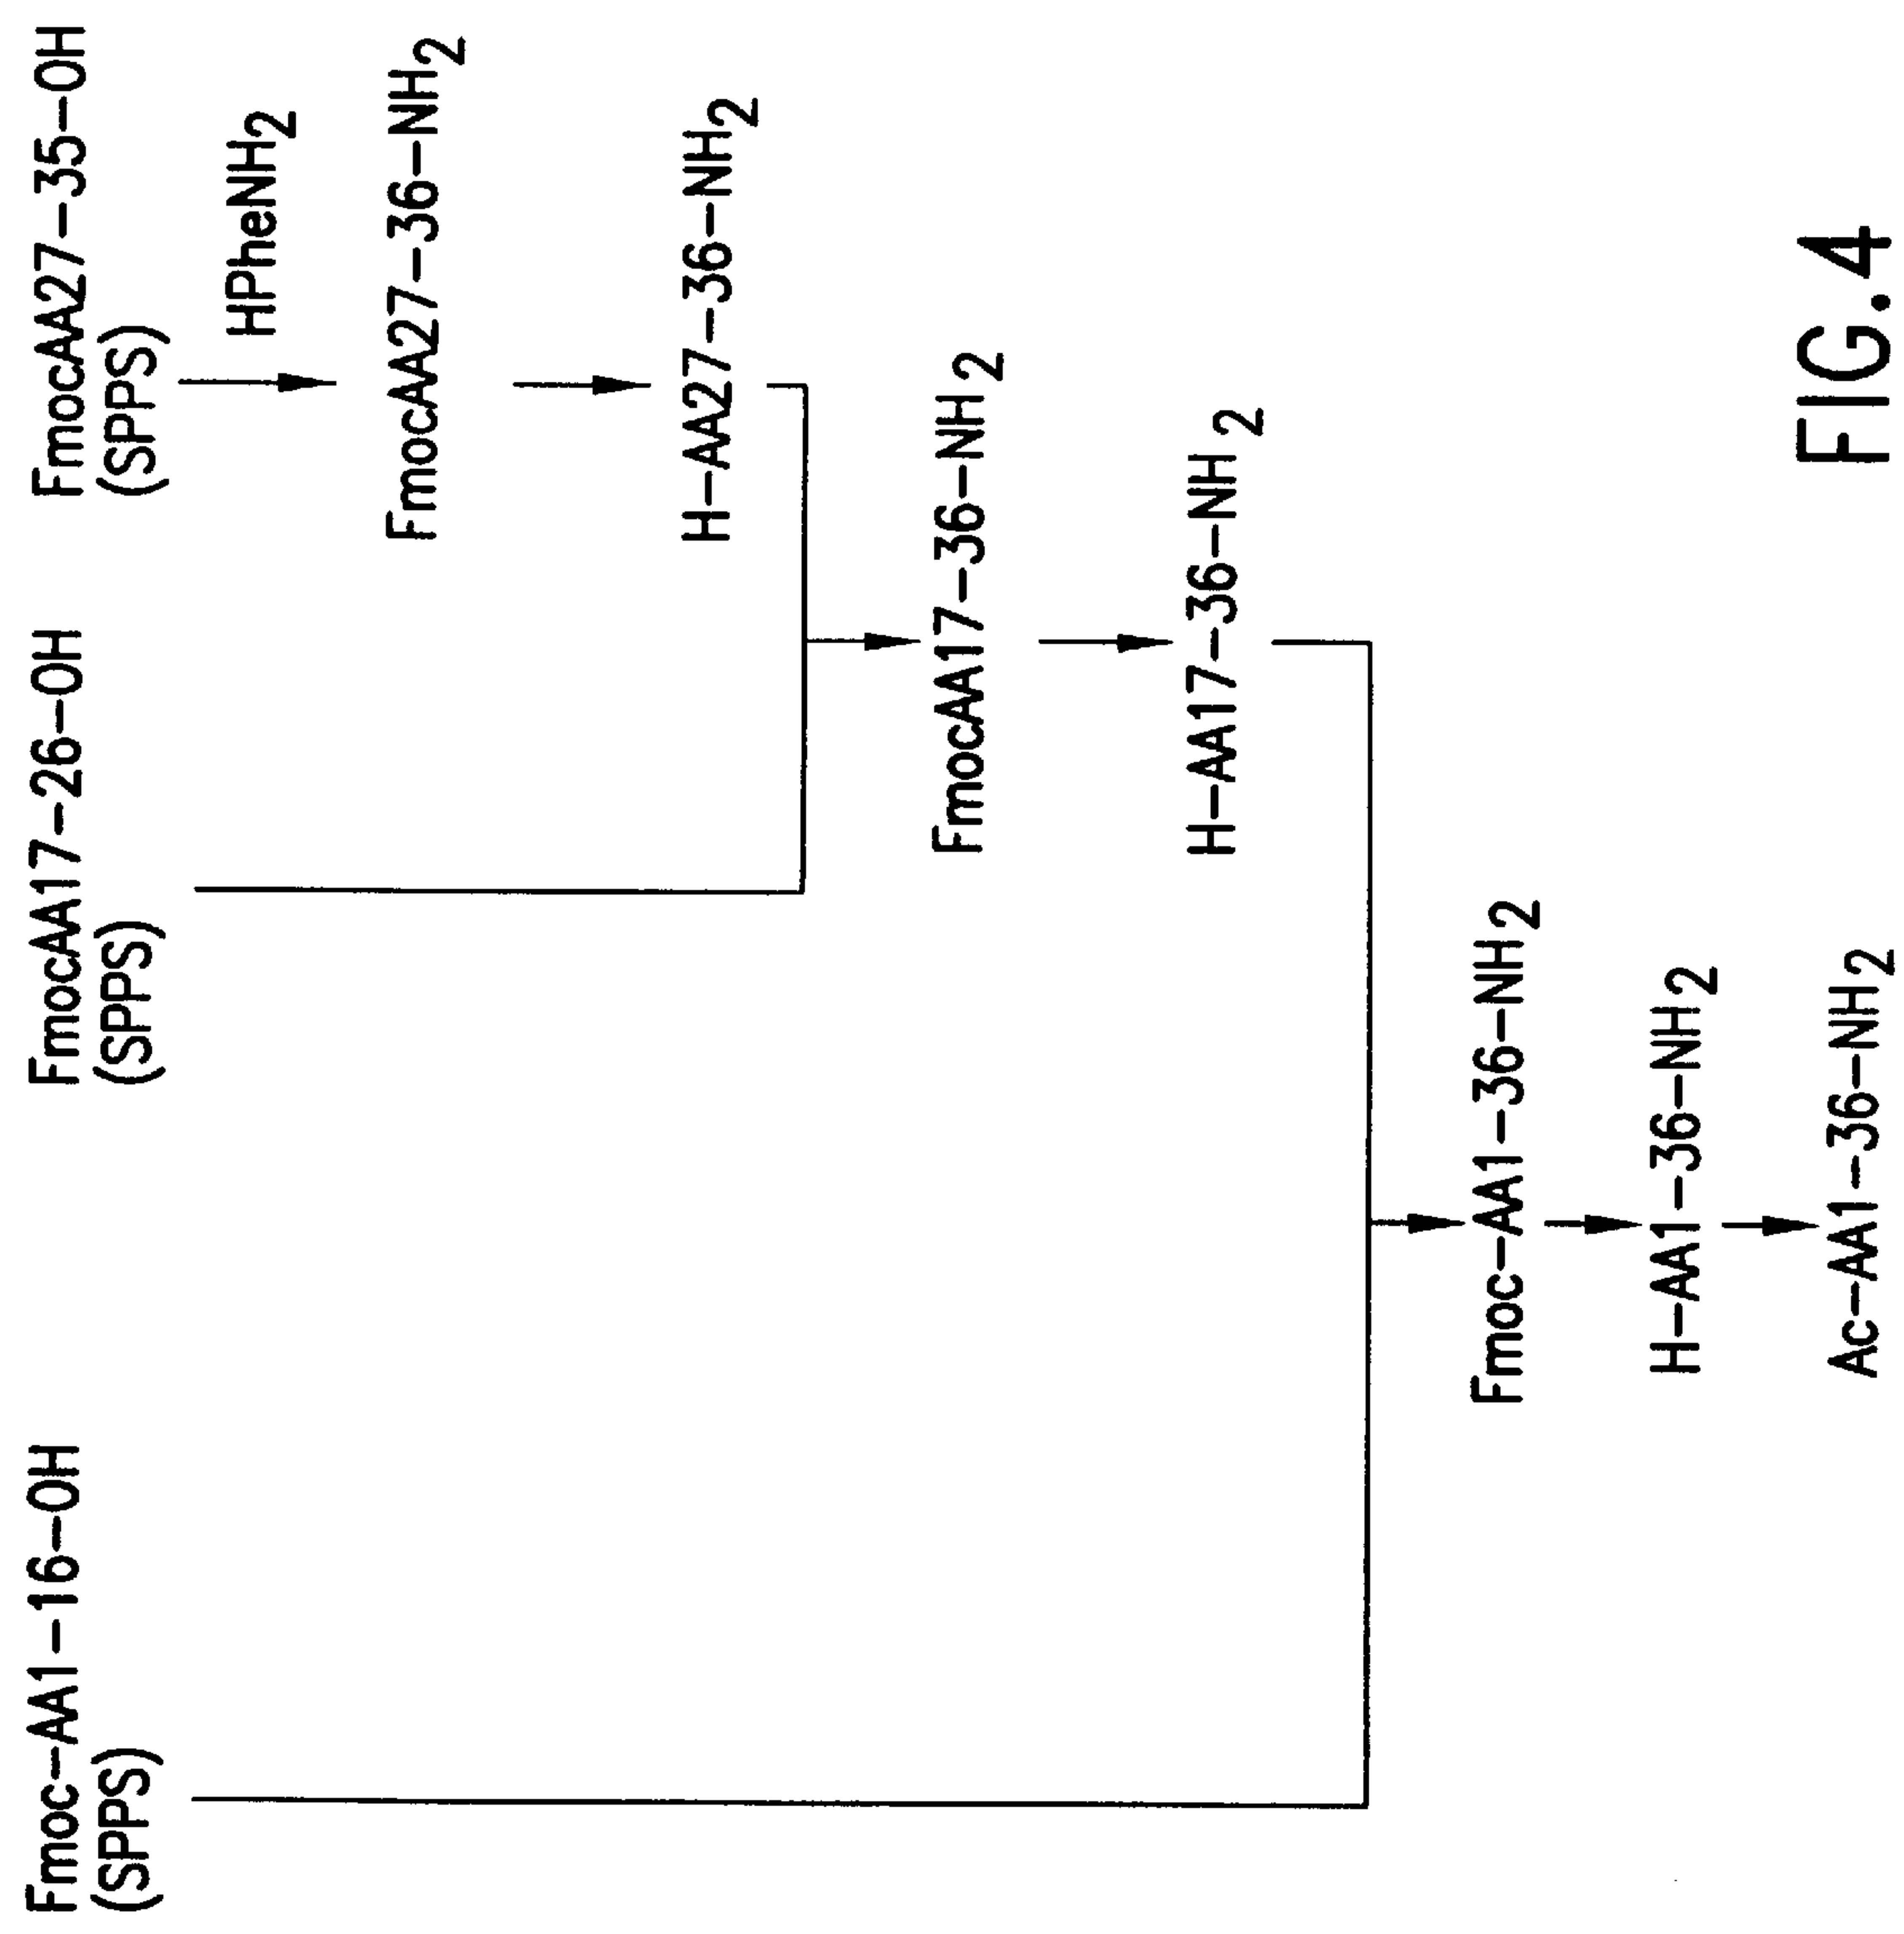 Fmoc-AA1-16-OH
(SPPS)
FmocAA17-26-OH
(SPPS)
FmocAA27-35-OH
(SPPS)
HPheNH2
FmocAA27-36-NH2
H-AA27-36-NH2
FmocAA17-36-NH2
H-AA17-36-NH2
Fmoc-AA1-36-NH2
H-AA1-36-NH2
Ac-AA1-36-NH2
FIG.4